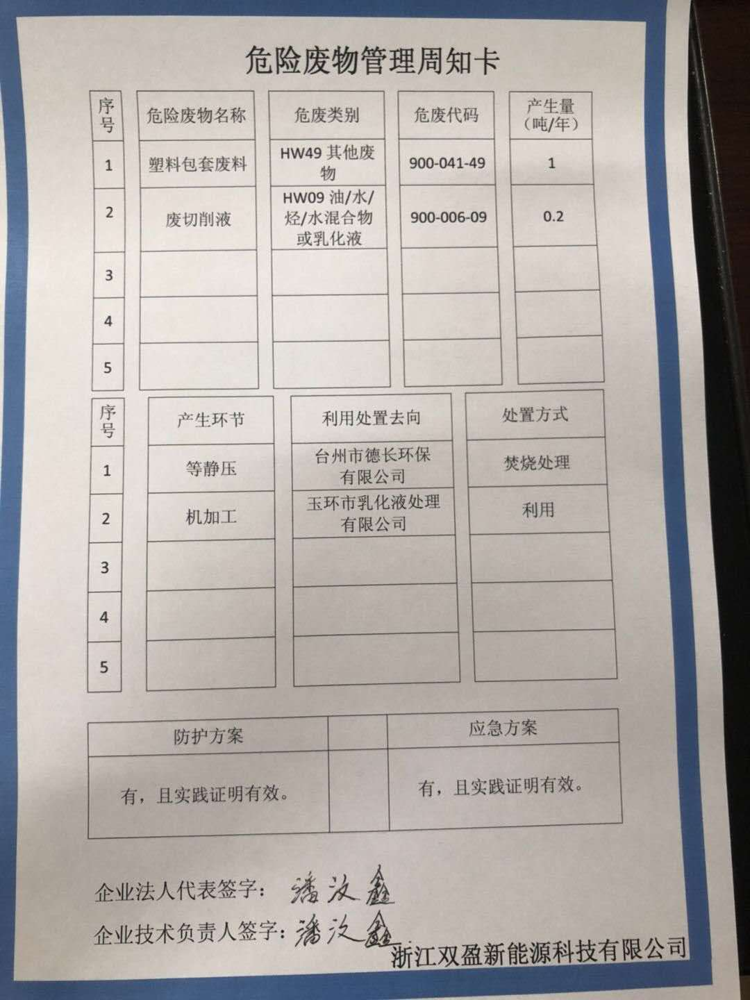 危险废物管理周知卡
序号 危险废物名称 危废类别 危废代码 产生量（吨/年）
1 塑料包套废料 HW49 其他废物 900-041-49 1
2 废切削液 HW09 油/水/烃/水混合物或乳化液 900-006-09 0.2
3
4
5
序号 产生环节 利用处置去向 处置方式
1 等静压 台州市德长环保有限公司 焚烧处理
2 机加工 玉环市乳化液处理有限公司 利用
3
4
5
防护方案 应急方案
有，且实践证明有效。 有，且实践证明有效。
企业法人代表签字： 潘汶鑫
企业技术负责人签字：潘汶鑫
浙江双盈新能源科技有限公司